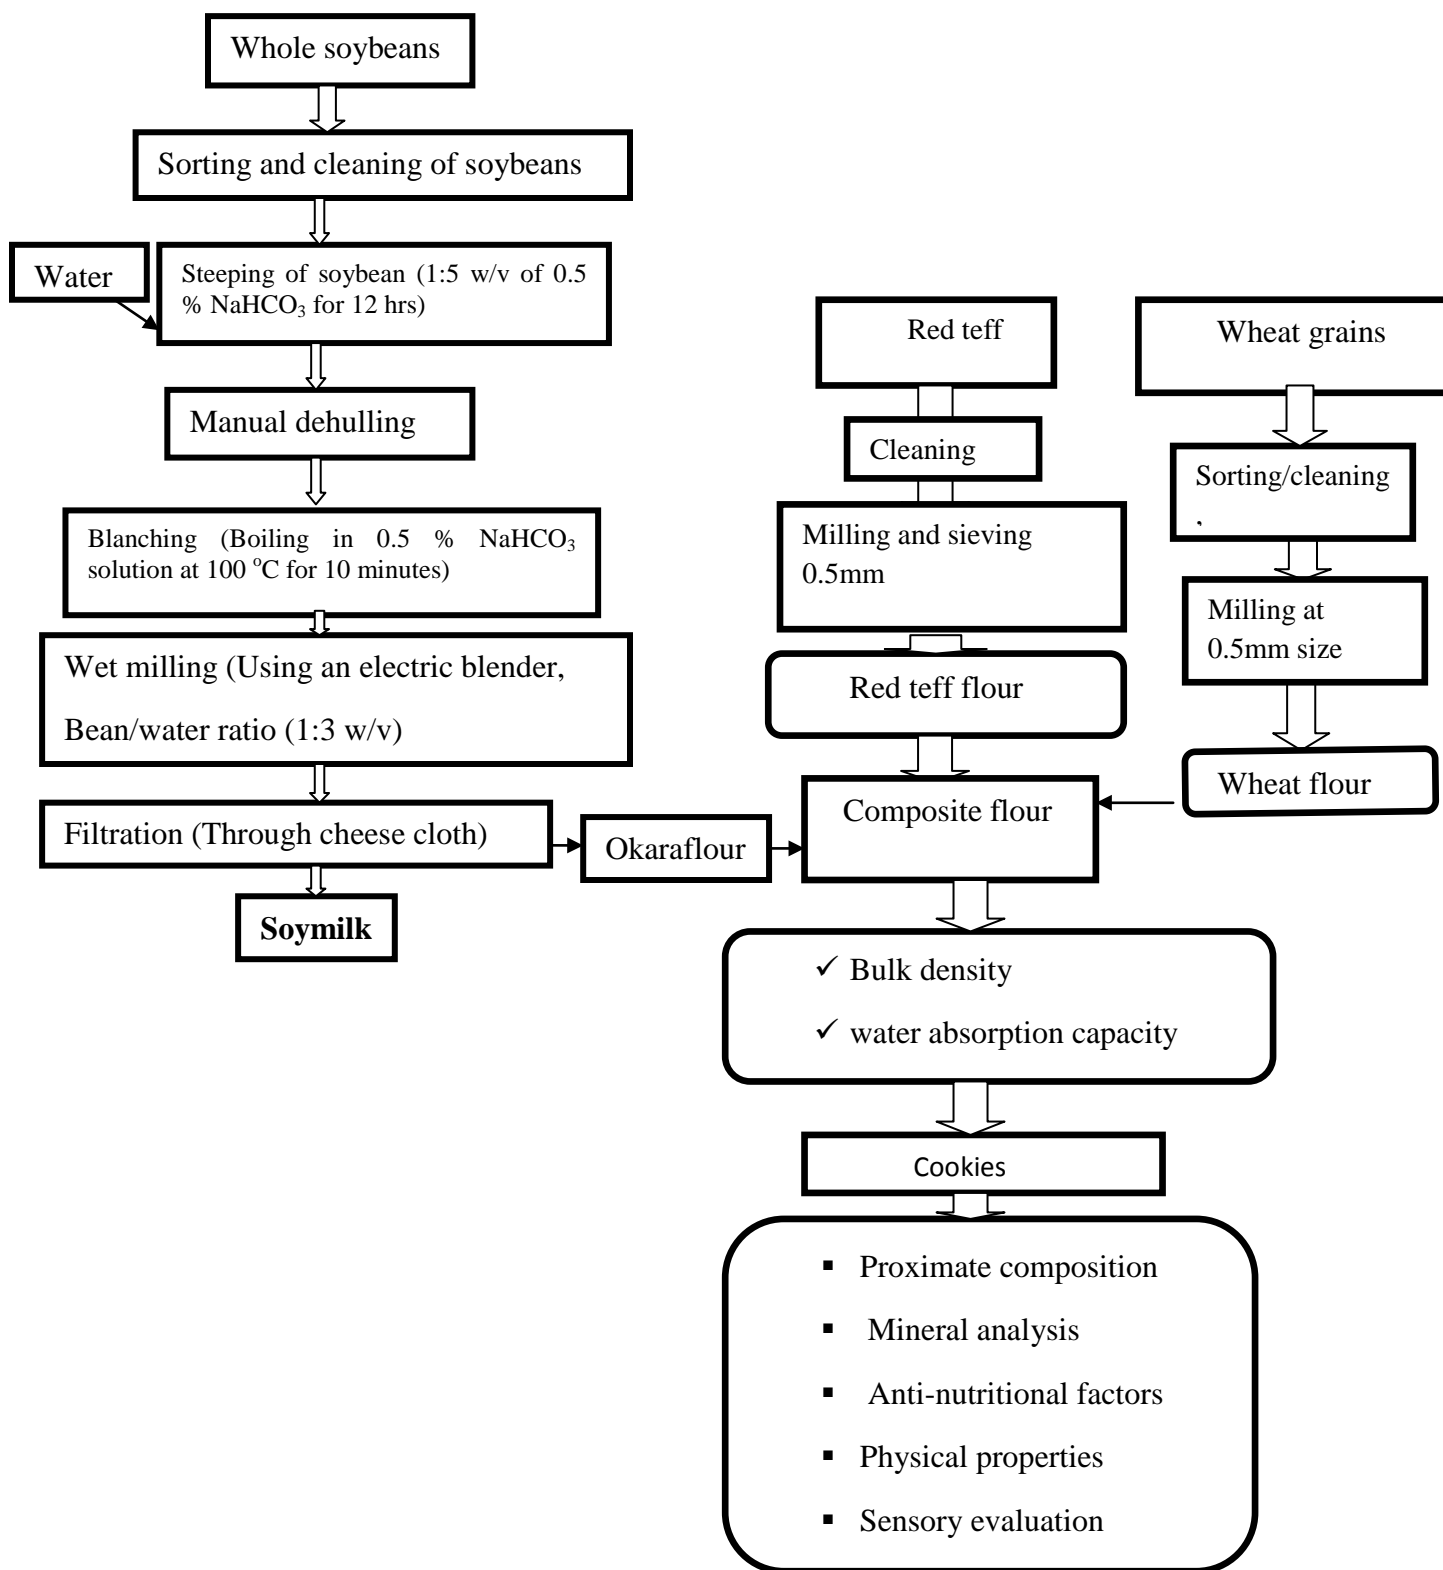 Whole soybeans
Sorting and cleaning of soybeans
Water
Steeping of soybean (1:5 w/v of 0.5
% NaHCO₃ for 12 hrs)
Manual dehulling
Blanching (Boiling in 0.5 % NaHCO₃
solution at 100 ᵒC for 10 minutes)
Wet milling (Using an electric blender,
Bean/water ratio (1:3 w/v)
Filtration (Through cheese cloth)
Soymilk
Okaraflour
Red teff
Cleaning
Milling and sieving
0.5mm
Red teff flour
Wheat grains
Sorting/cleaning
,
Milling at
0.5mm size
Wheat flour
Composite flour
✓ Bulk density
✓ water absorption capacity
Cookies
▪ Proximate composition
▪ Mineral analysis
▪ Anti-nutritional factors
▪ Physical properties
▪ Sensory evaluation